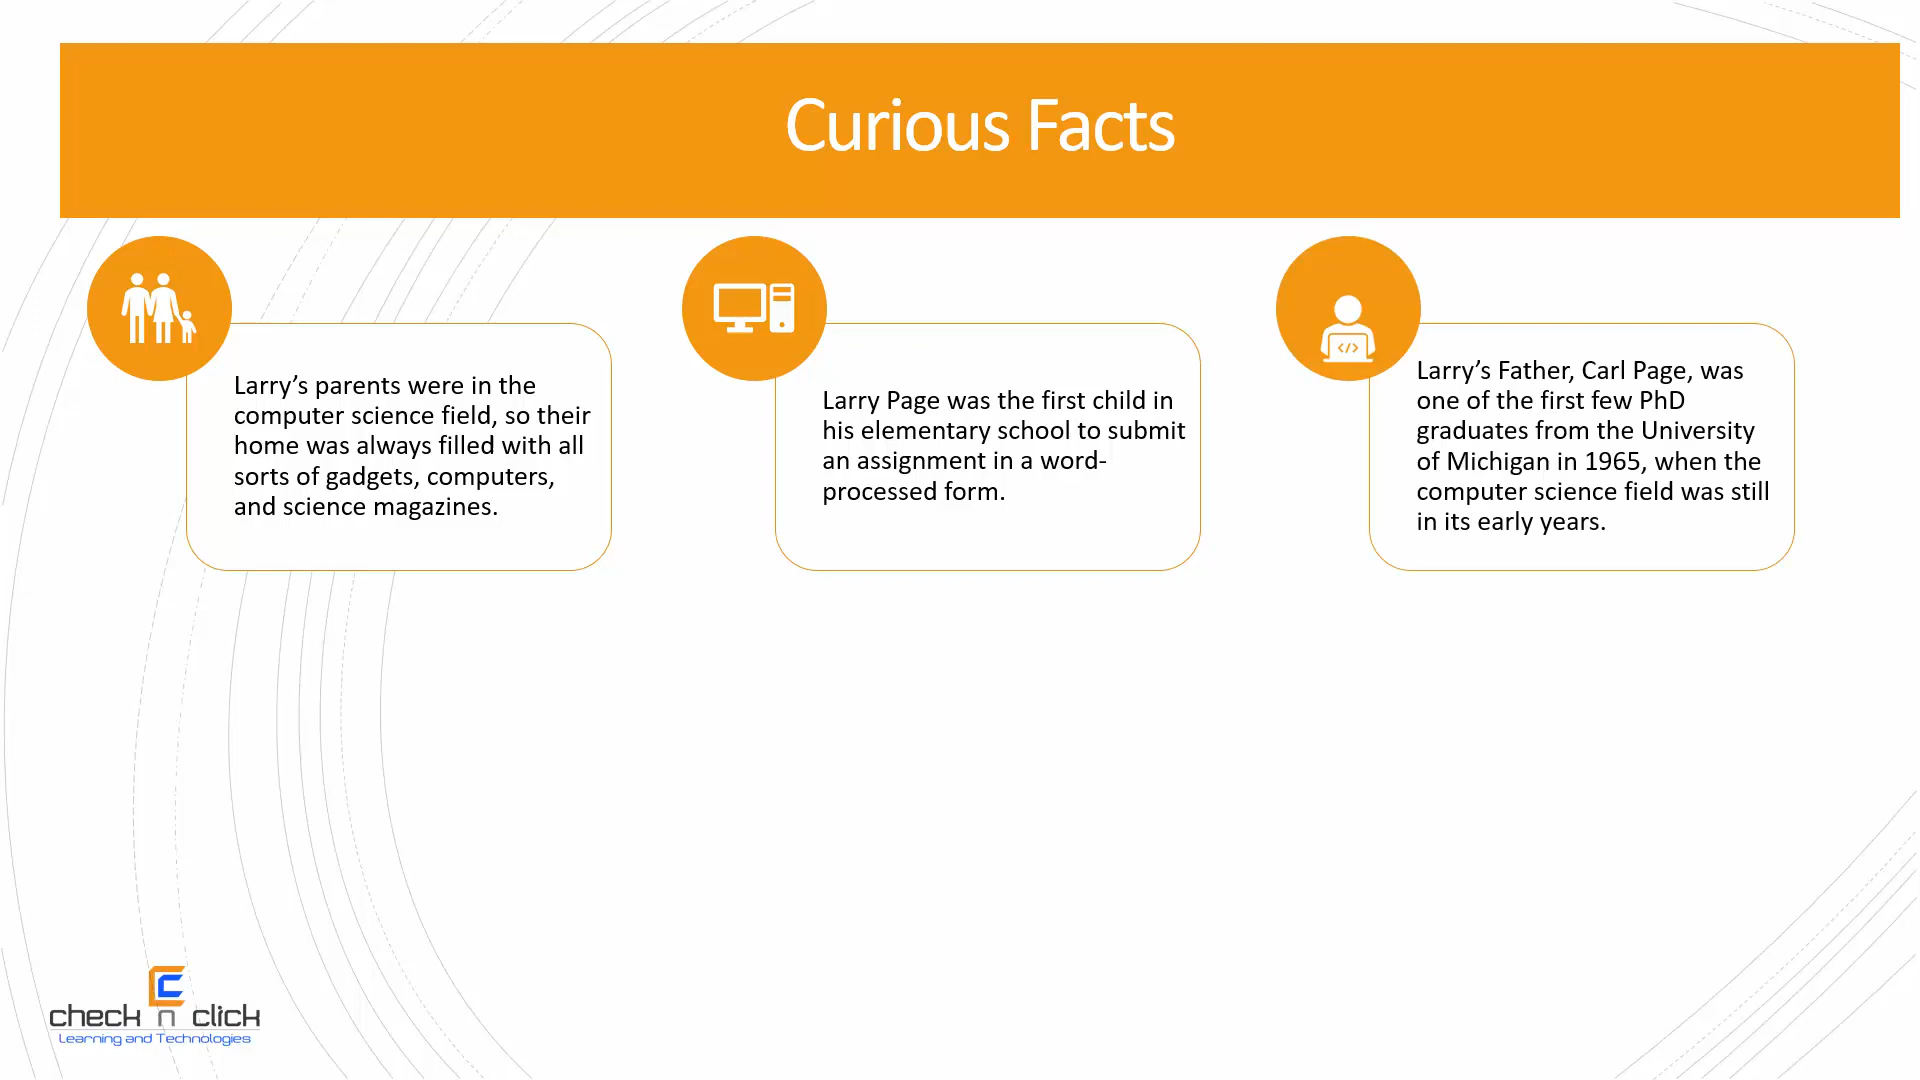 Curious Facts
Larry’s parents were in the
computer science field, so their
home was always filled with all
sorts of gadgets, computers,
and science magazines.
Larry Page was the first child in
his elementary school to submit
an assignment in a word-
processed form.
</>
Larry’s Father, Carl Page, was
one of the first few PhD
graduates from the University
of Michigan in 1965, when the
computer science field was still
in its early years.
check n click
Learning and Technologies